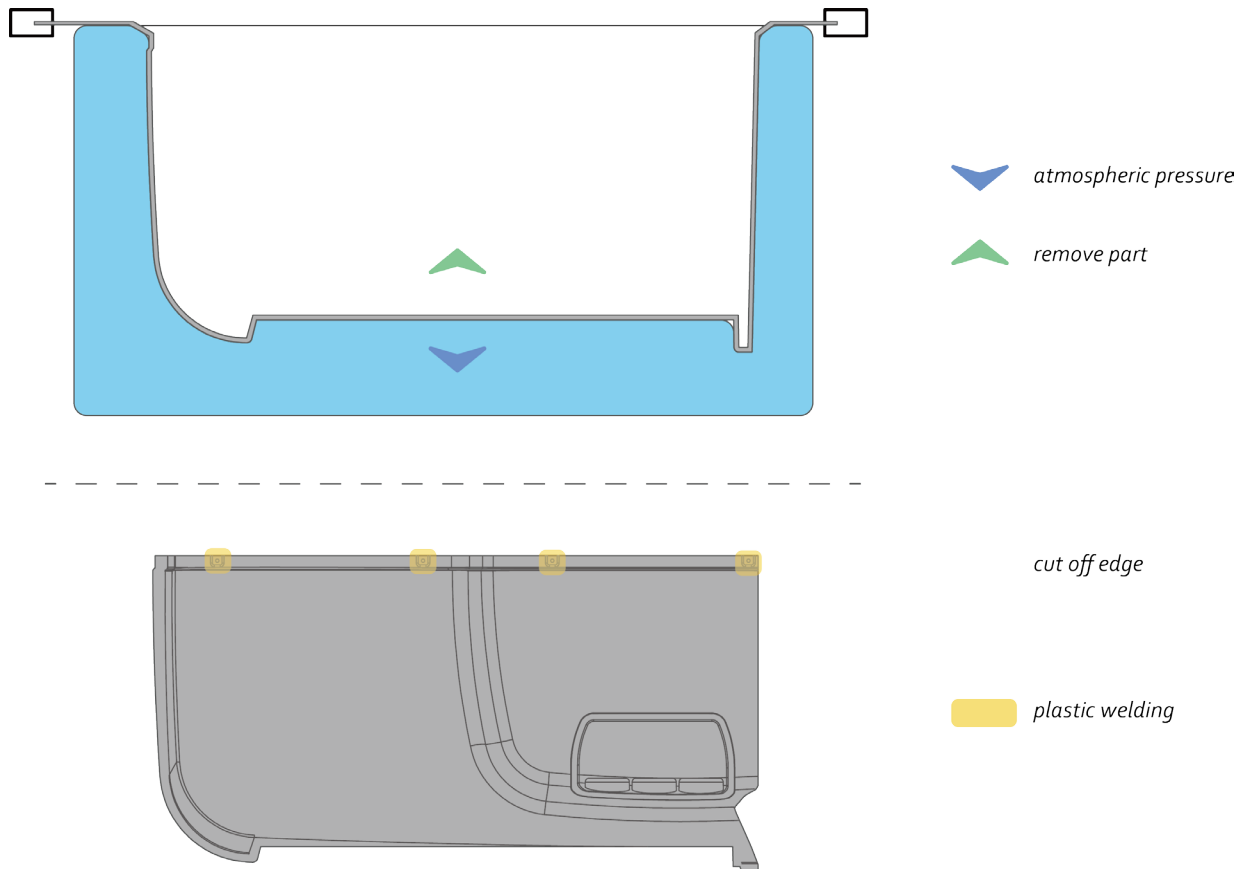 atmospheric pressure
remove part
cut off edge
plastic welding